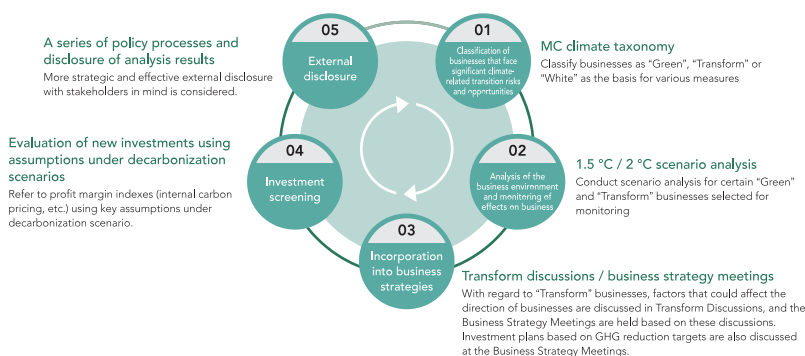 01
Classification of
businesses that face
significant climate-
related transition risks
and opportunities
MC climate taxonomy
Classify businesses as “Green”, “Transform” or
“White” as the basis for various measures
02
Analysis of the
business environment
and monitoring of
effects on business
1.5 °C / 2 °C scenario analysis
Conduct scenario analysis for certain “Green”
and “Transform” businesses selected for
monitoring
03
Incorporation
into business
strategies
Transform discussions / business strategy meetings
With regard to “Transform” businesses, factors that could affect the
direction of businesses are discussed in Transform Discussions, and the
Business Strategy Meetings are held based on these discussions.
Investment plans based on GHG reduction targets are also discussed
at the Business Strategy Meetings.
04
Investment
screening
Evaluation of new investments using
assumptions under decarbonization
scenarios
Refer to profit margin indexes (internal carbon
pricing, etc.) using key assumptions under
decarbonization scenario.
05
External
disclosure
A series of policy processes and
disclosure of analysis results
More strategic and effective external disclosure
with stakeholders in mind is considered.